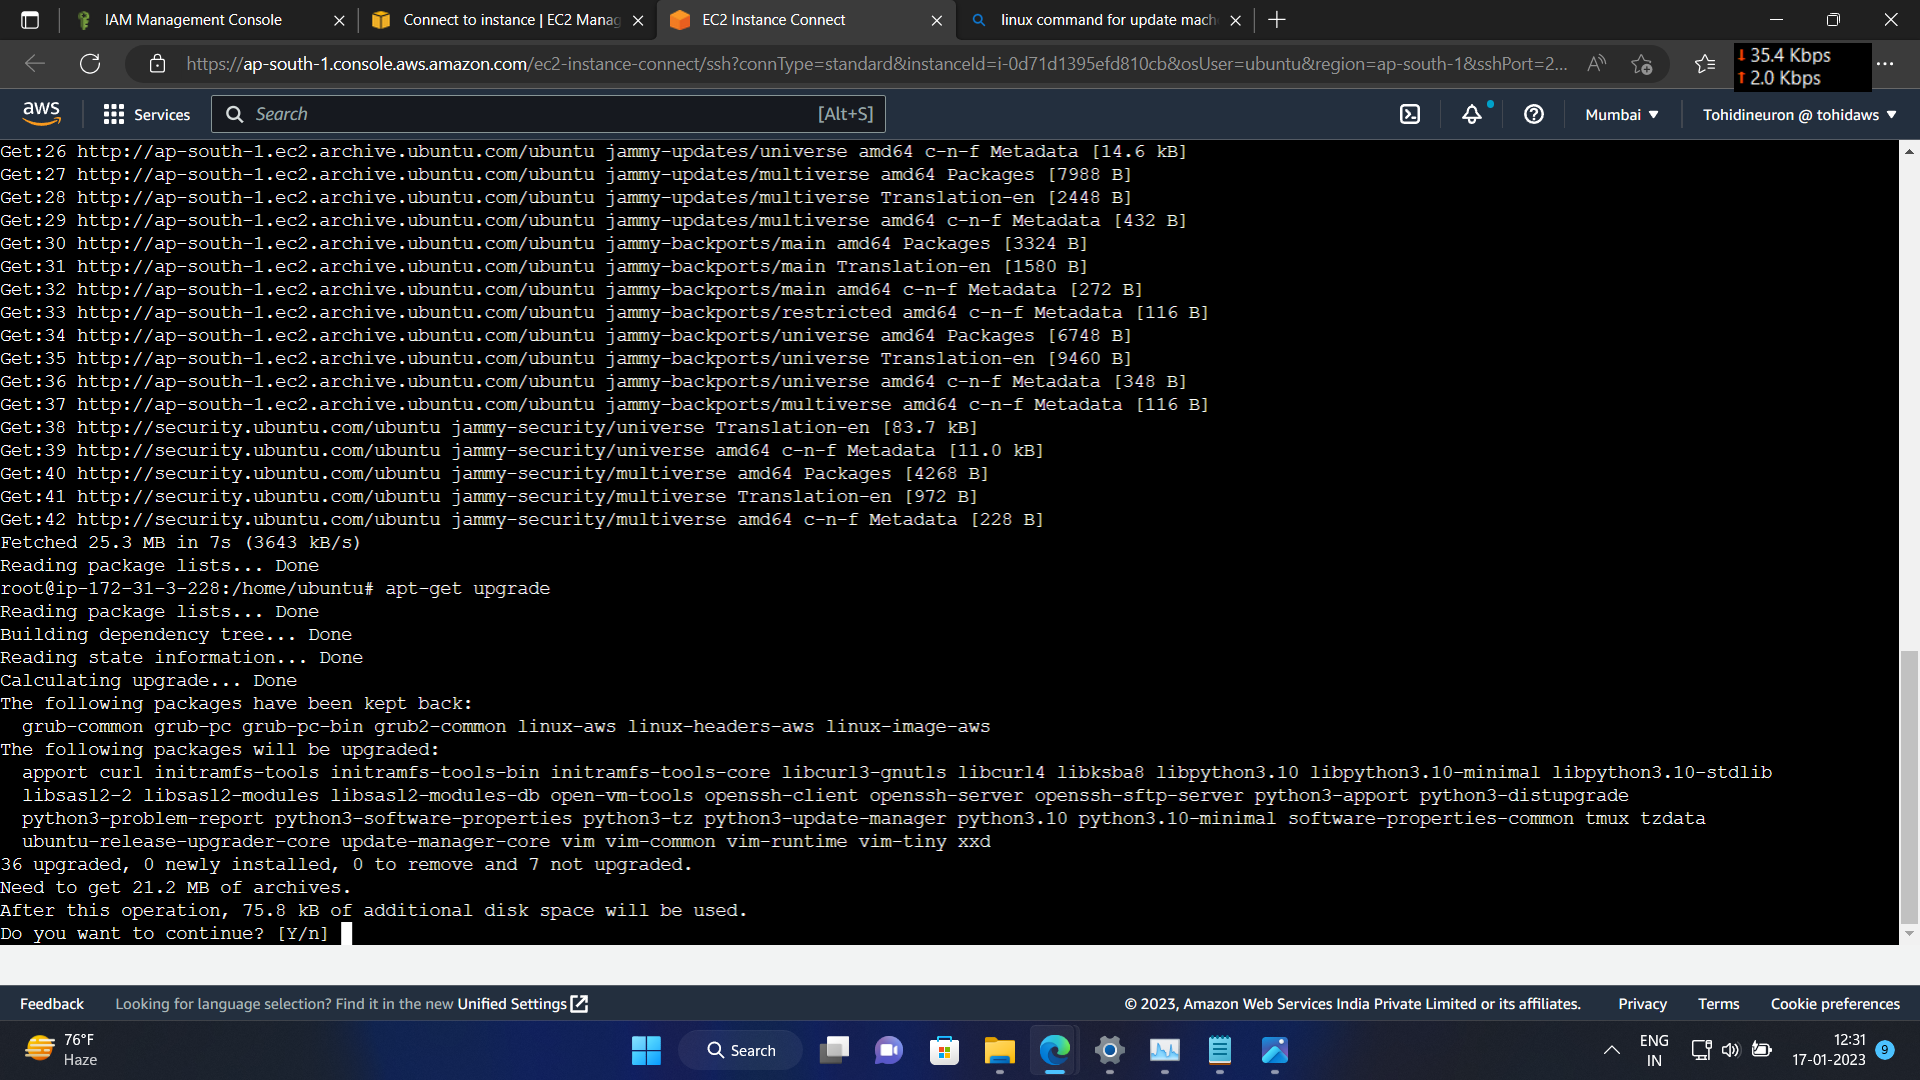 IAM Management Console
Connect to instance | EC2 Manag
EC2 Instance Connect
linux command for update mach
https://ap-south-1.console.aws.amazon.com/ec2-instance-connect/ssh?connType=standard&instanceId=i-0d71d1395efd810cb&osUser=ubuntu&region=ap-south-1&sshPort=2...
35.4 Kbps
2.0 Kbps
aws
Services
Search
[Alt+S]
Mumbai
Tohidineuron @ tohidaws
Get:26 http://ap-south-1.ec2.archive.ubuntu.com/ubuntu jammy-updates/universe amd64 c-n-f Metadata [14.6 kB]
Get:27 http://ap-south-1.ec2.archive.ubuntu.com/ubuntu jammy-updates/multiverse amd64 Packages [7988 B]
Get:28 http://ap-south-1.ec2.archive.ubuntu.com/ubuntu jammy-updates/multiverse Translation-en [2448 B]
Get:29 http://ap-south-1.ec2.archive.ubuntu.com/ubuntu jammy-updates/multiverse amd64 c-n-f Metadata [432 B]
Get:30 http://ap-south-1.ec2.archive.ubuntu.com/ubuntu jammy-backports/main amd64 Packages [3324 B]
Get:31 http://ap-south-1.ec2.archive.ubuntu.com/ubuntu jammy-backports/main Translation-en [1580 B]
Get:32 http://ap-south-1.ec2.archive.ubuntu.com/ubuntu jammy-backports/main amd64 c-n-f Metadata [272 B]
Get:33 http://ap-south-1.ec2.archive.ubuntu.com/ubuntu jammy-backports/restricted amd64 c-n-f Metadata [116 B]
Get:34 http://ap-south-1.ec2.archive.ubuntu.com/ubuntu jammy-backports/universe amd64 Packages [6748 B]
Get:35 http://ap-south-1.ec2.archive.ubuntu.com/ubuntu jammy-backports/universe Translation-en [9460 B]
Get:36 http://ap-south-1.ec2.archive.ubuntu.com/ubuntu jammy-backports/universe amd64 c-n-f Metadata [348 B]
Get:37 http://ap-south-1.ec2.archive.ubuntu.com/ubuntu jammy-backports/multiverse amd64 c-n-f Metadata [116 B]
Get:38 http://security.ubuntu.com/ubuntu jammy-security/universe Translation-en [83.7 kB]
Get:39 http://security.ubuntu.com/ubuntu jammy-security/universe amd64 c-n-f Metadata [11.0 kB]
Get:40 http://security.ubuntu.com/ubuntu jammy-security/multiverse amd64 Packages [4268 B]
Get:41 http://security.ubuntu.com/ubuntu jammy-security/multiverse Translation-en [972 B]
Get:42 http://security.ubuntu.com/ubuntu jammy-security/multiverse amd64 c-n-f Metadata [228 B]
Fetched 25.3 MB in 7s (3643 kB/s)
Reading package lists... Done
root@ip-172-31-3-228:/home/ubuntu# apt-get upgrade
Reading package lists... Done
Building dependency tree... Done
Reading state information... Done
Calculating upgrade... Done
The following packages have been kept back:
grub-common grub-pc grub-pc-bin grub2-common linux-aws linux-headers-aws linux-image-aws
The following packages will be upgraded:
apport curl initramfs-tools initramfs-tools-bin initramfs-tools-core libcurl3-gnutls libcurl4 libksba8 libpython3.10 libpython3.10-minimal libpython3.10-stdlib
libsasl2-2 libsasl2-modules libsasl2-modules-db open-vm-tools openssh-client openssh-server openssh-sftp-server python3-apport python3-distupgrade
python3-problem-report python3-software-properties python3-tz python3-update-manager python3.10 python3.10-minimal software-properties-common tmux tzdata
ubuntu-release-upgrader-core update-manager-core vim vim-common vim-runtime vim-tiny xxd
36 upgraded, 0 newly installed, 0 to remove and 7 not upgraded.
Need to get 21.2 MB of archives.
After this operation, 75.8 kB of additional disk space will be used.
Do you want to continue? [Y/n]
Feedback
Looking for language selection? Find it in the new Unified Settings
© 2023, Amazon Web Services India Private Limited or its affiliates.
Privacy
Terms
Cookie preferences
76°F
Haze
Search
ENG
IN
12:31
17-01-2023
9